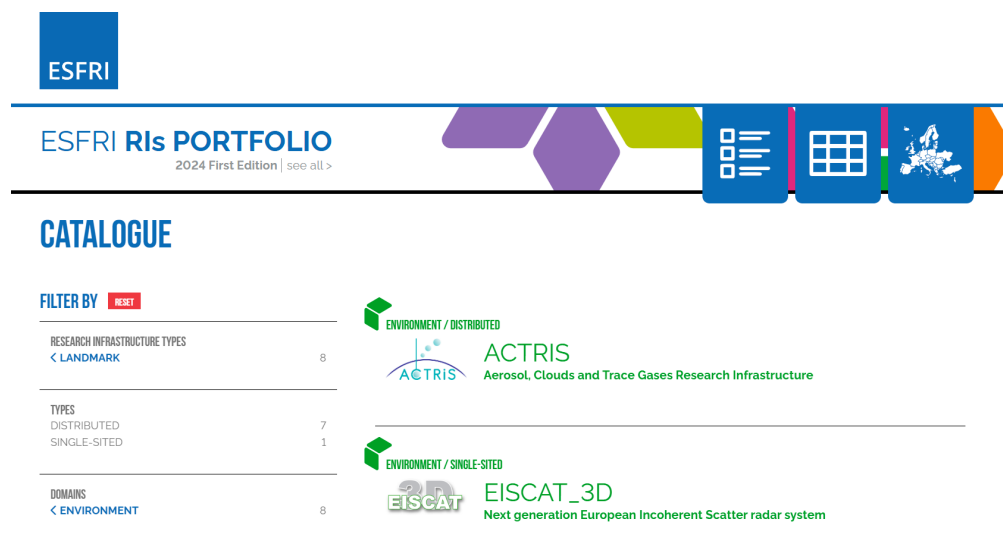 ESFRI
ESFRI RIs PORTFOLIO
2024 First Edition | see all >
CATALOGUE
FILTER BY RESET
RESEARCH INFRASTRUCTURE TYPES
LANDMARK 8
TYPES
DISTRIBUTED 7
SINGLE-SITED 1
DOMAINS
ENVIRONMENT 8
ENVIRONMENT / DISTRIBUTED
ACTRiS
ACTRIS
Aerosol, Clouds and Trace Gases Research Infrastructure
ENVIRONMENT / SINGLE-SITED
3D
EISCAT
EISCAT_3D
Next generation European Incoherent Scatter radar system